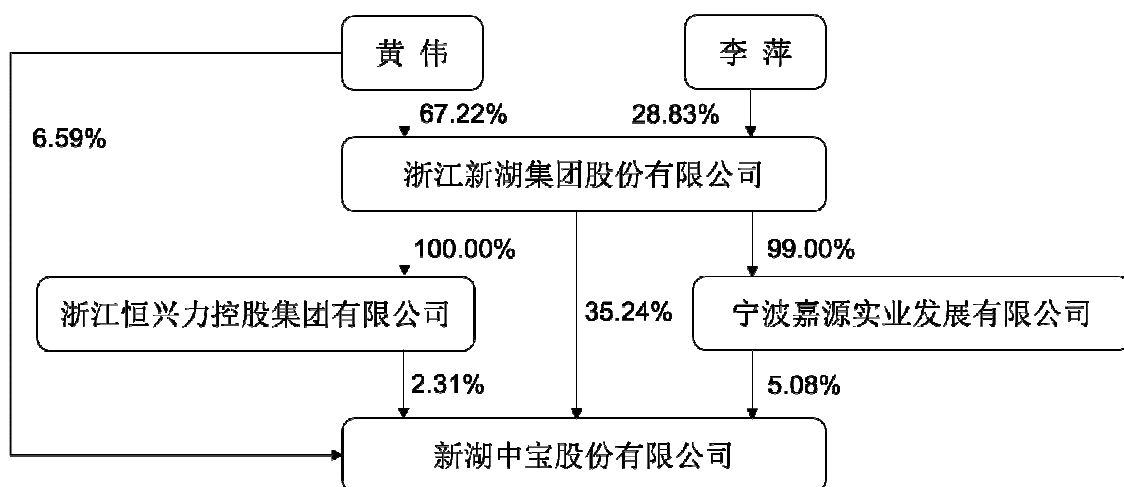 黄 伟
李 萍
67.22%
28.83%
6.59%
浙江新湖集团股份有限公司
100.00%
99.00%
浙江恒兴力控股集团有限公司
35.24%
宁波嘉源实业发展有限公司
2.31%
5.08%
新湖中宝股份有限公司